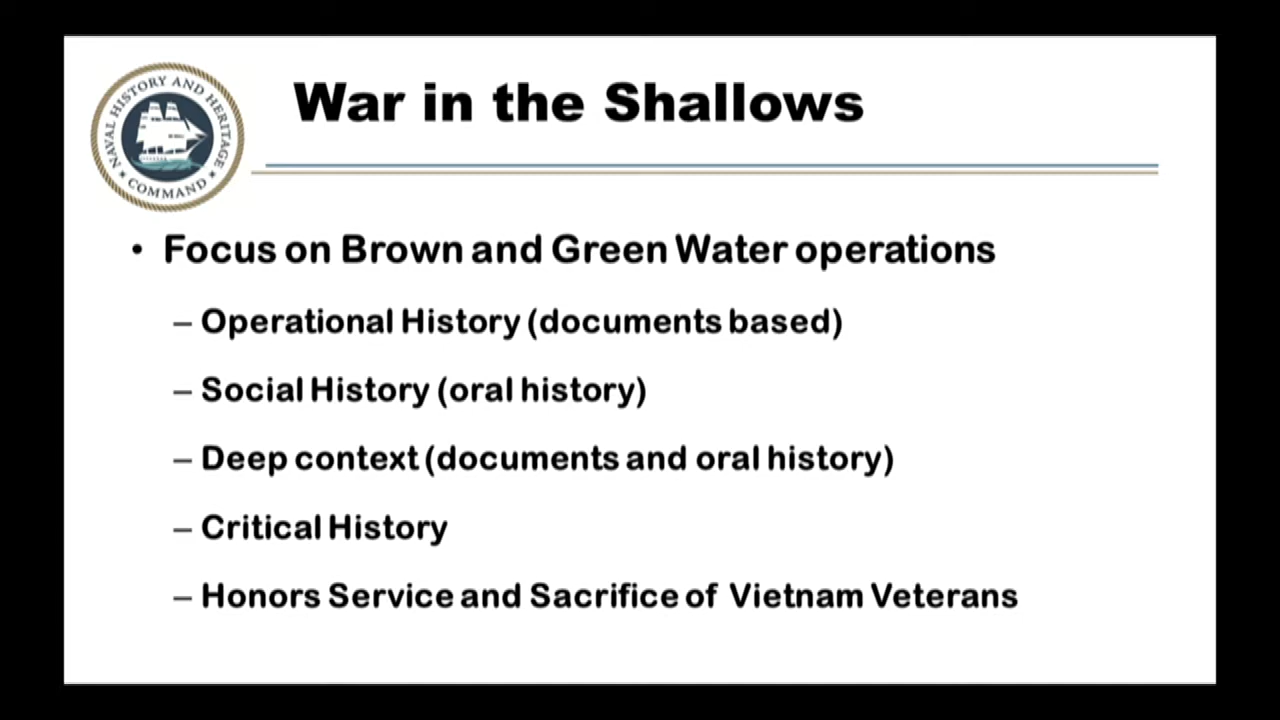 NAVAL HISTORY AND HERITAGE
COMMAND
War in the Shallows
• Focus on Brown and Green Water operations
– Operational History (documents based)
– Social History (oral history)
– Deep context (documents and oral history)
– Critical History
– Honors Service and Sacrifice of Vietnam Veterans